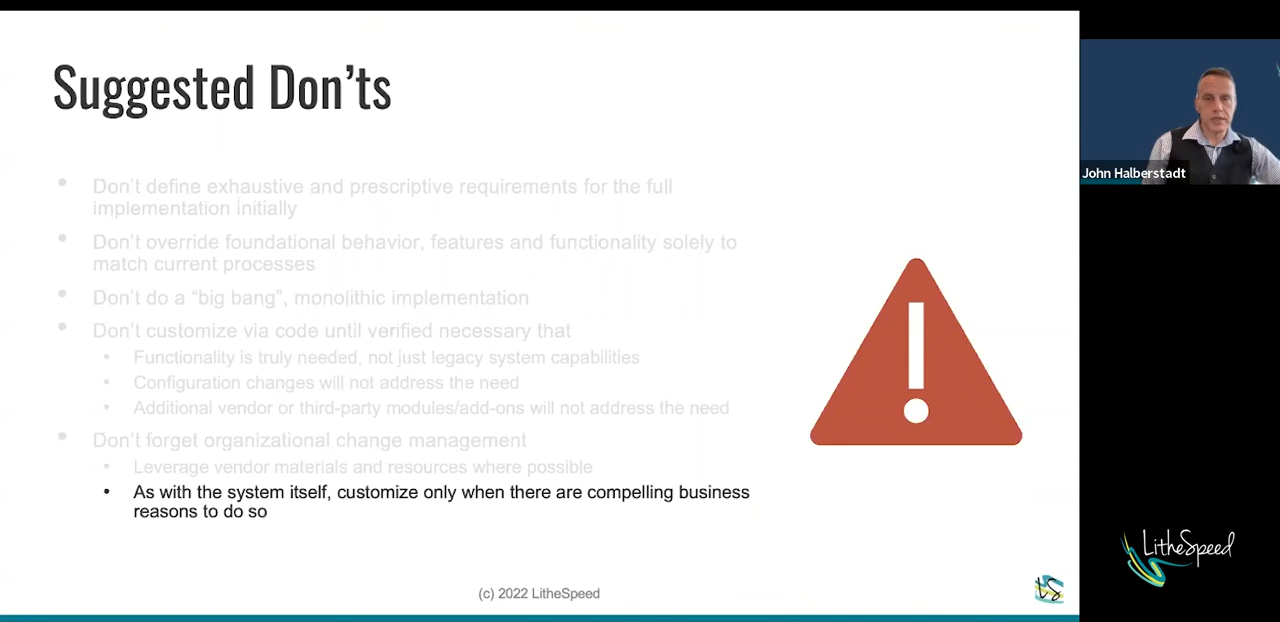 Suggested Don'ts
• Don't define exhaustive and prescriptive requirements for the full
implementation initially
• Don't override foundational behavior, features and functionality solely to
match current processes
• Don't do a "big bang", monolithic implementation
• Don't customize via code until verified necessary that
• Functionality is truly needed, not just legacy system capabilities
• Configuration changes will not address the need
• Additional vendor or third-party modules/add-ons will not address the need
• Don't forget organizational change management
• Leverage vendor materials and resources where possible
• As with the system itself, customize only when there are compelling business
reasons to do so
(c) 2022 LitheSpeed
LS
John Halberstadt
LitheSpeed